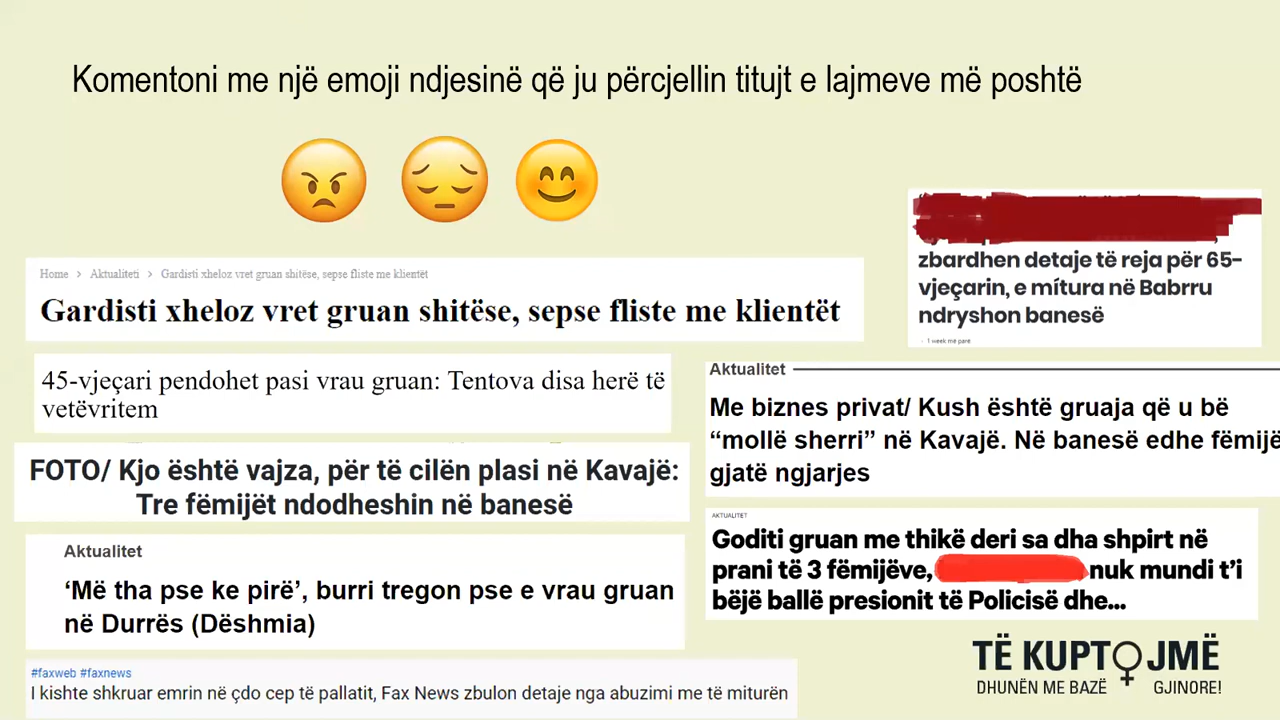 Komentoni me një emoji ndjesinë që ju përcjellin titujt e lajmeve më poshtë
Home > Aktualiteti > Gardisti xheloz vret gruan shitëse, sepse fliste me klientët
Gardisti xheloz vret gruan shitëse, sepse fliste me klientët
45-vjeçari pendohet pasi vrau gruan: Tentova disa herë të
vetëvritem
FOTO/ Kjo është vajza, për të cilën plasi në Kavajë:
Tre fëmijët ndodheshin në banesë
Aktualitet
‘Më tha pse ke pirë’, burri tregon pse e vrau gruan
në Durrës (Dëshmia)
#faxweb #faxnews
I kishte shkruar emrin në çdo cep të pallatit, Fax News zbulon detaje nga abuzimi me të miturën
zbardhen detaje të reja për 65-
vjeçarin, e mítura në Babrru
ndryshon banesë
1 week më parë
Aktualitet
Me biznes privat/ Kush është gruaja që u bë
“mollë sherri” në Kavajë. Në banesë edhe fëmijë
gjatë ngjarjes
AKTUALITET
Goditi gruan me thikë deri sa dha shpirt në
prani të 3 fëmijëve, nuk mundi t’i
bëjë ballë presionit të Policisë dhe...
TË KUPTOJMË
DHUNËN ME BAZË GJINORE!